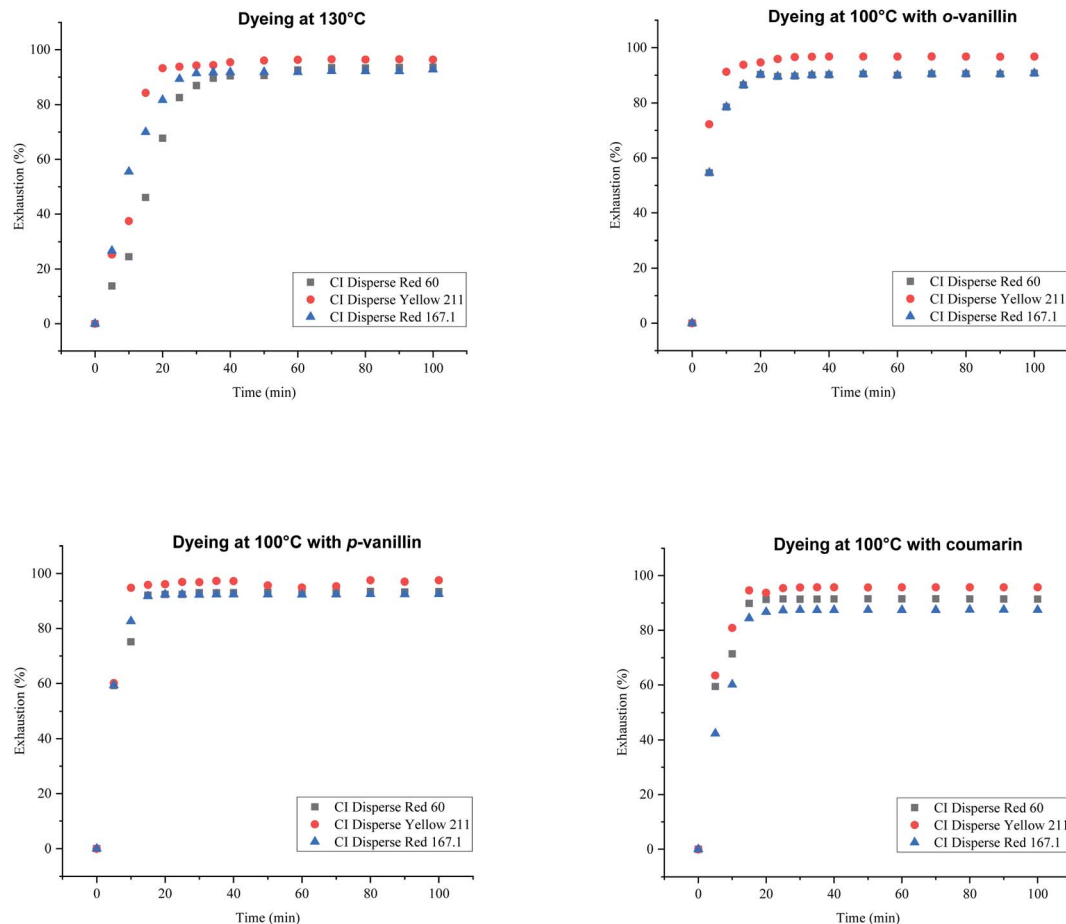 Dyeing at 130°C
100
80
60
40
20
0
Exhaustion (%)
CI Disperse Red 60
CI Disperse Yellow 211
CI Disperse Red 167.1
0 20 40 60 80 100
Time (min)
Dyeing at 100°C with o-vanillin
100
80
60
40
20
0
Exhaustion (%)
CI Disperse Red 60
CI Disperse Yellow 211
CI Disperse Red 167.1
0 20 40 60 80 100
Time (min)
Dyeing at 100°C with p-vanillin
100
80
60
40
20
0
Exhaustion (%)
CI Disperse Red 60
CI Disperse Yellow 211
CI Disperse Red 167.1
0 20 40 60 80 100
Time (min)
Dyeing at 100°C with coumarin
100
80
60
40
20
0
Exhaustion (%)
CI Disperse Red 60
CI Disperse Yellow 211
CI Disperse Red 167.1
0 20 40 60 80 100
Time (min)